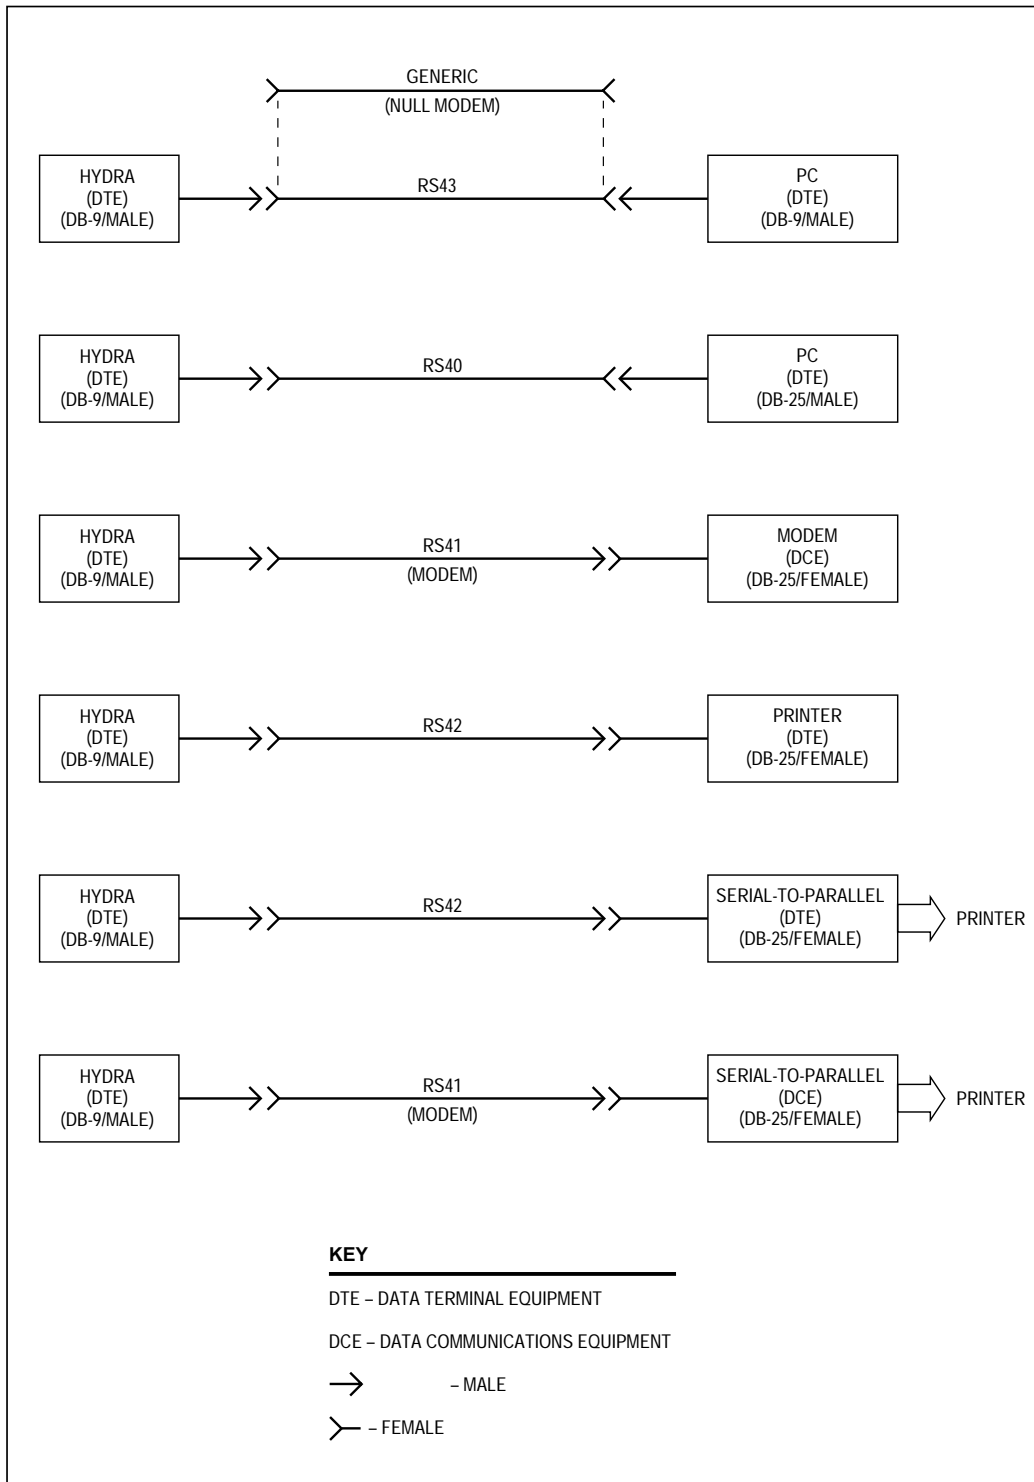 GENERIC
(NULL MODEM)
HYDRA
(DTE)
(DB-9/MALE)
RS43
PC
(DTE)
(DB-9/MALE)
HYDRA
(DTE)
(DB-9/MALE)
RS40
PC
(DTE)
(DB-25/MALE)
HYDRA
(DTE)
(DB-9/MALE)
RS41
(MODEM)
MODEM
(DCE)
(DB-25/FEMALE)
HYDRA
(DTE)
(DB-9/MALE)
RS42
PRINTER
(DTE)
(DB-25/FEMALE)
HYDRA
(DTE)
(DB-9/MALE)
RS42
SERIAL-TO-PARALLEL
(DTE)
(DB-25/FEMALE)
PRINTER
HYDRA
(DTE)
(DB-9/MALE)
RS41
(MODEM)
SERIAL-TO-PARALLEL
(DCE)
(DB-25/FEMALE)
PRINTER
KEY
DTE – DATA TERMINAL EQUIPMENT
DCE – DATA COMMUNICATIONS EQUIPMENT
– MALE
– FEMALE